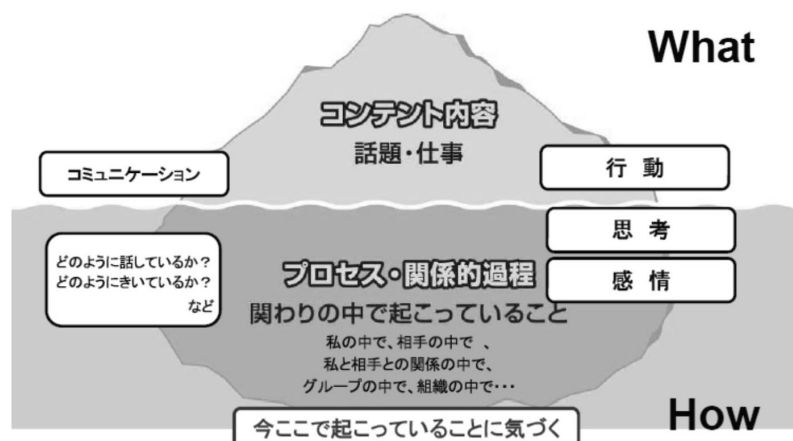 What
コンテント内容
話題・仕事
コミュニケーション
行 動
思 考
どのように話しているか？
どのようにきいているか？
など
プロセス・関係的過程
感 情
関わりの中で起こっていること
私の中で、相手の中で 、
私と相手との関係の中で、
グループの中で、組織の中で・・・
今ここで起こっていることに気づく
How